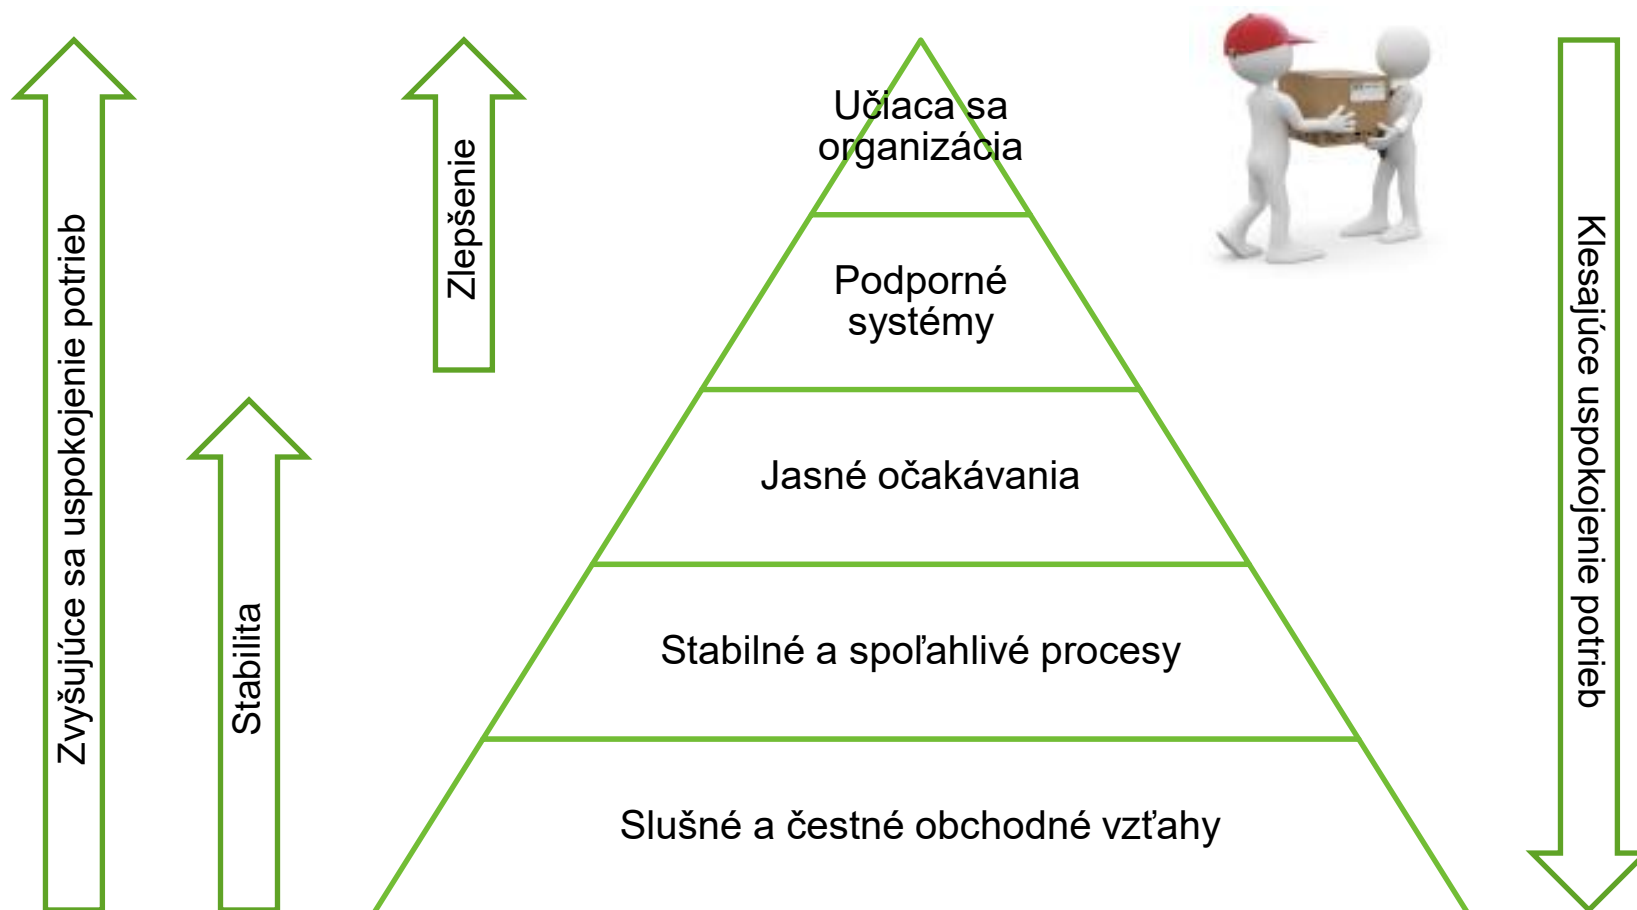 Zvyšujúce sa uspokojenie potrieb
Stabilita
Zlepšenie
Učiaca sa
organizácia
Podporné
systémy
Jasné očakávania
Stabilné a spoľahlivé procesy
Slušné a čestné obchodné vzťahy
Klesajúce uspokojenie potrieb